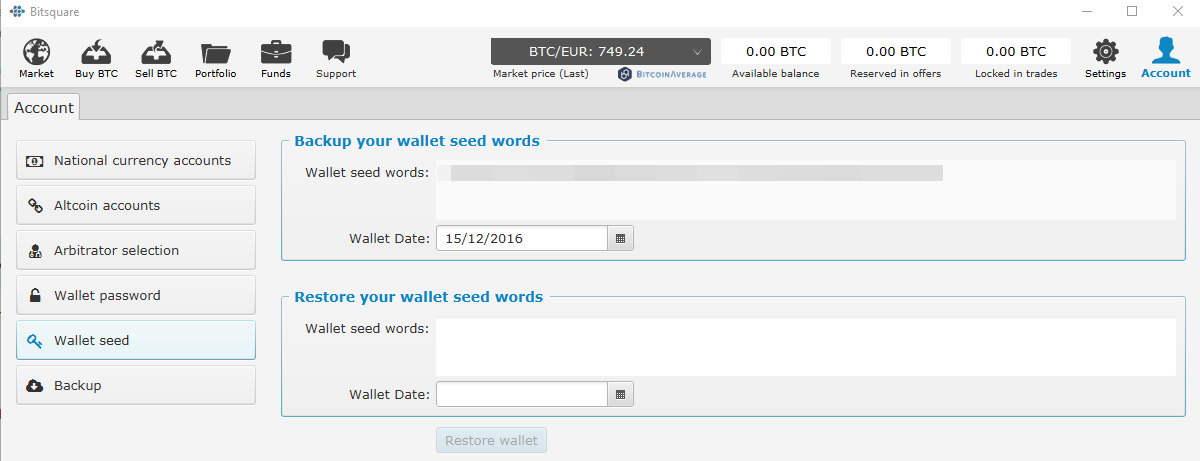 Bitsquare
BTC/EUR: 749.24 0.00 BTC 0.00 BTC 0.00 BTC
Market Buy BTC Sell BTC Portfolio Funds Support Market price (Last) BITCOINAVERAGE Available balance Reserved in offers Locked in trades Settings Account
Account
National currency accounts
Altcoin accounts
Arbitrator selection
Wallet password
Wallet seed
Backup
Backup your wallet seed words
Wallet seed words:
Wallet Date: 15/12/2016
Restore your wallet seed words
Wallet seed words:
Wallet Date:
Restore wallet